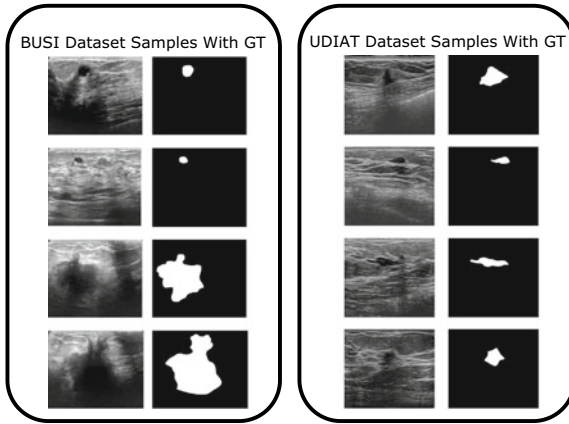 BUSI Dataset Samples With GT
UDIAT Dataset Samples With GT